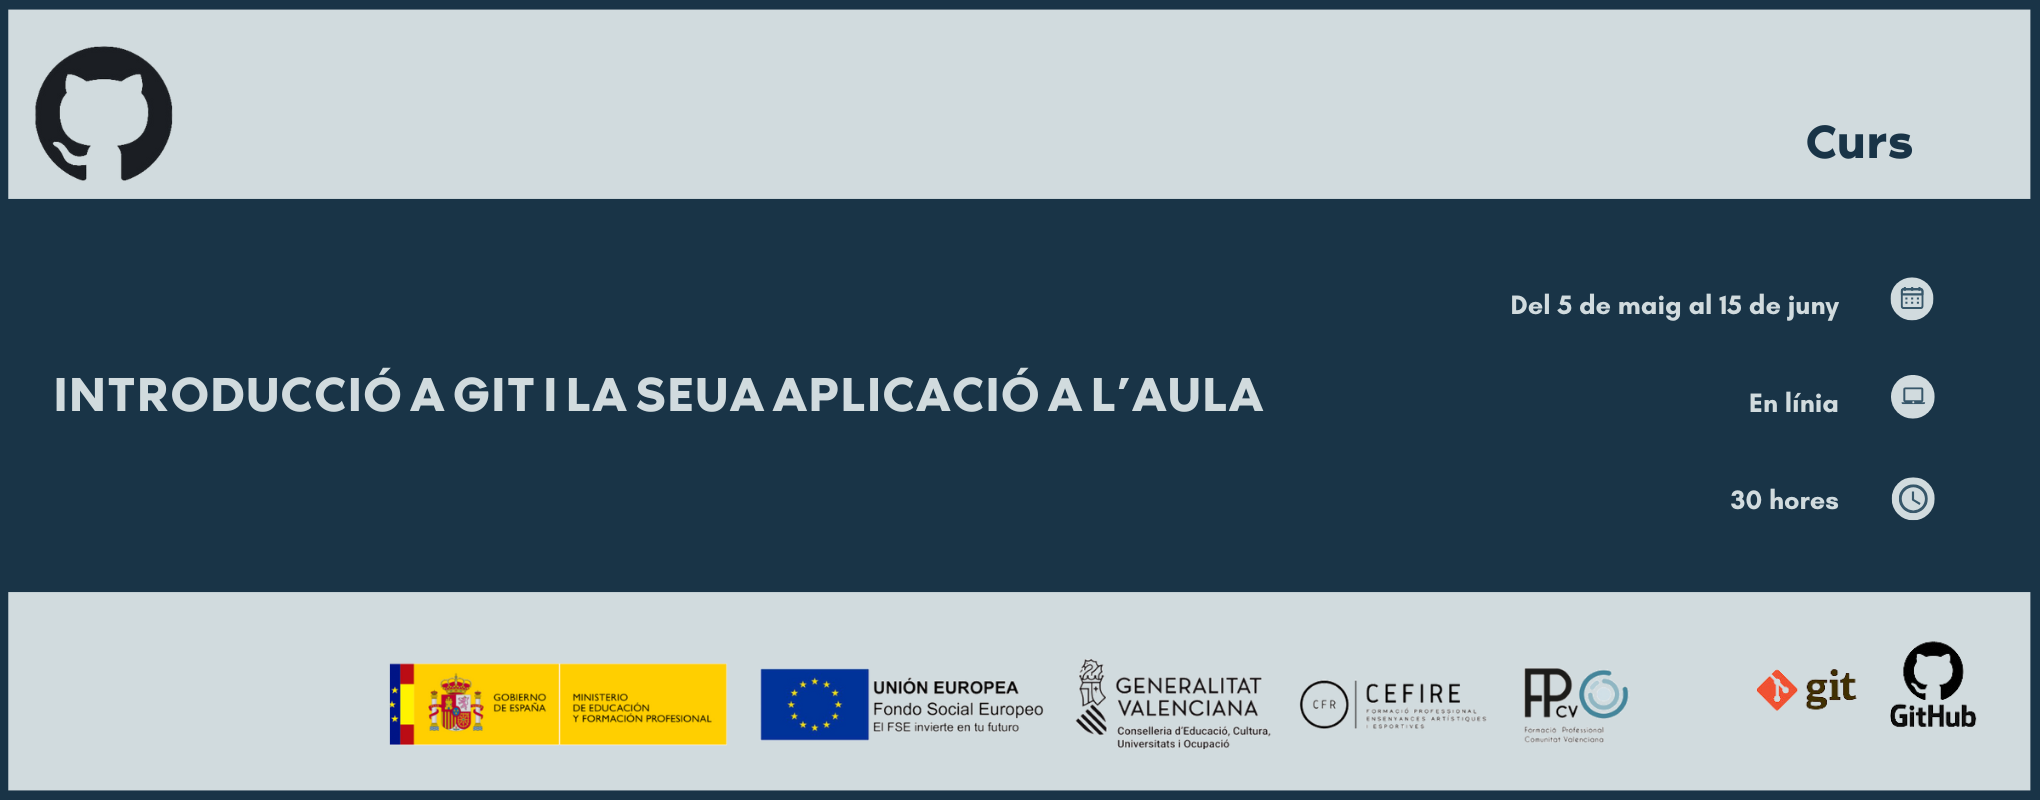 Curs
Del 5 de maig al 15 de juny
INTRODUCCIÓ A GIT I LA SEUA APLICACIÓ A L'AULA
En línia
30 hores
GOBIERNO
DE ESPAÑA
MINISTERIO
DE EDUCACIÓN
Y FORMACIÓN PROFESIONAL
UNIÓN EUROPEA
Fondo Social Europeo
El FSE invierte en tu futuro
GENERALITAT
VALENCIANA
Conselleria d'Educació, Cultura,
Universitats i Ocupació
CFR
CEFIRE
FORMACIÓ PROFESSIONAL
ENSENYANCES ARTÍSTIQUES
I ESPORTIVES
FP
CV
Formació Professional
Comunitat Valenciana
git
GitHub